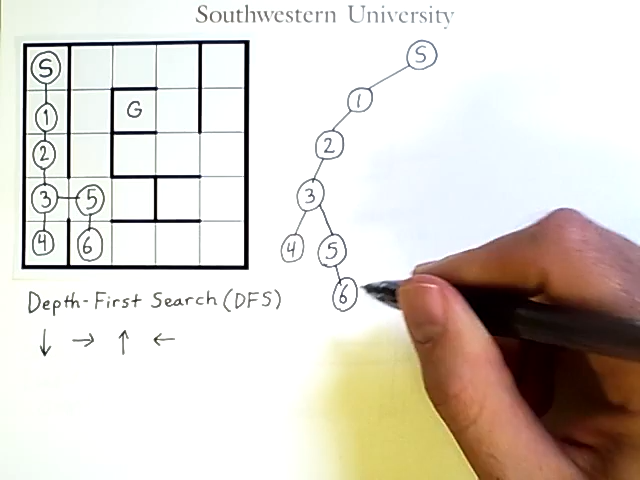 Southwestern University
S
1
G
2
3 5
4 6
S
1
2
3
4 5
6
Depth-First Search (DFS)
↓ → ↑ ←